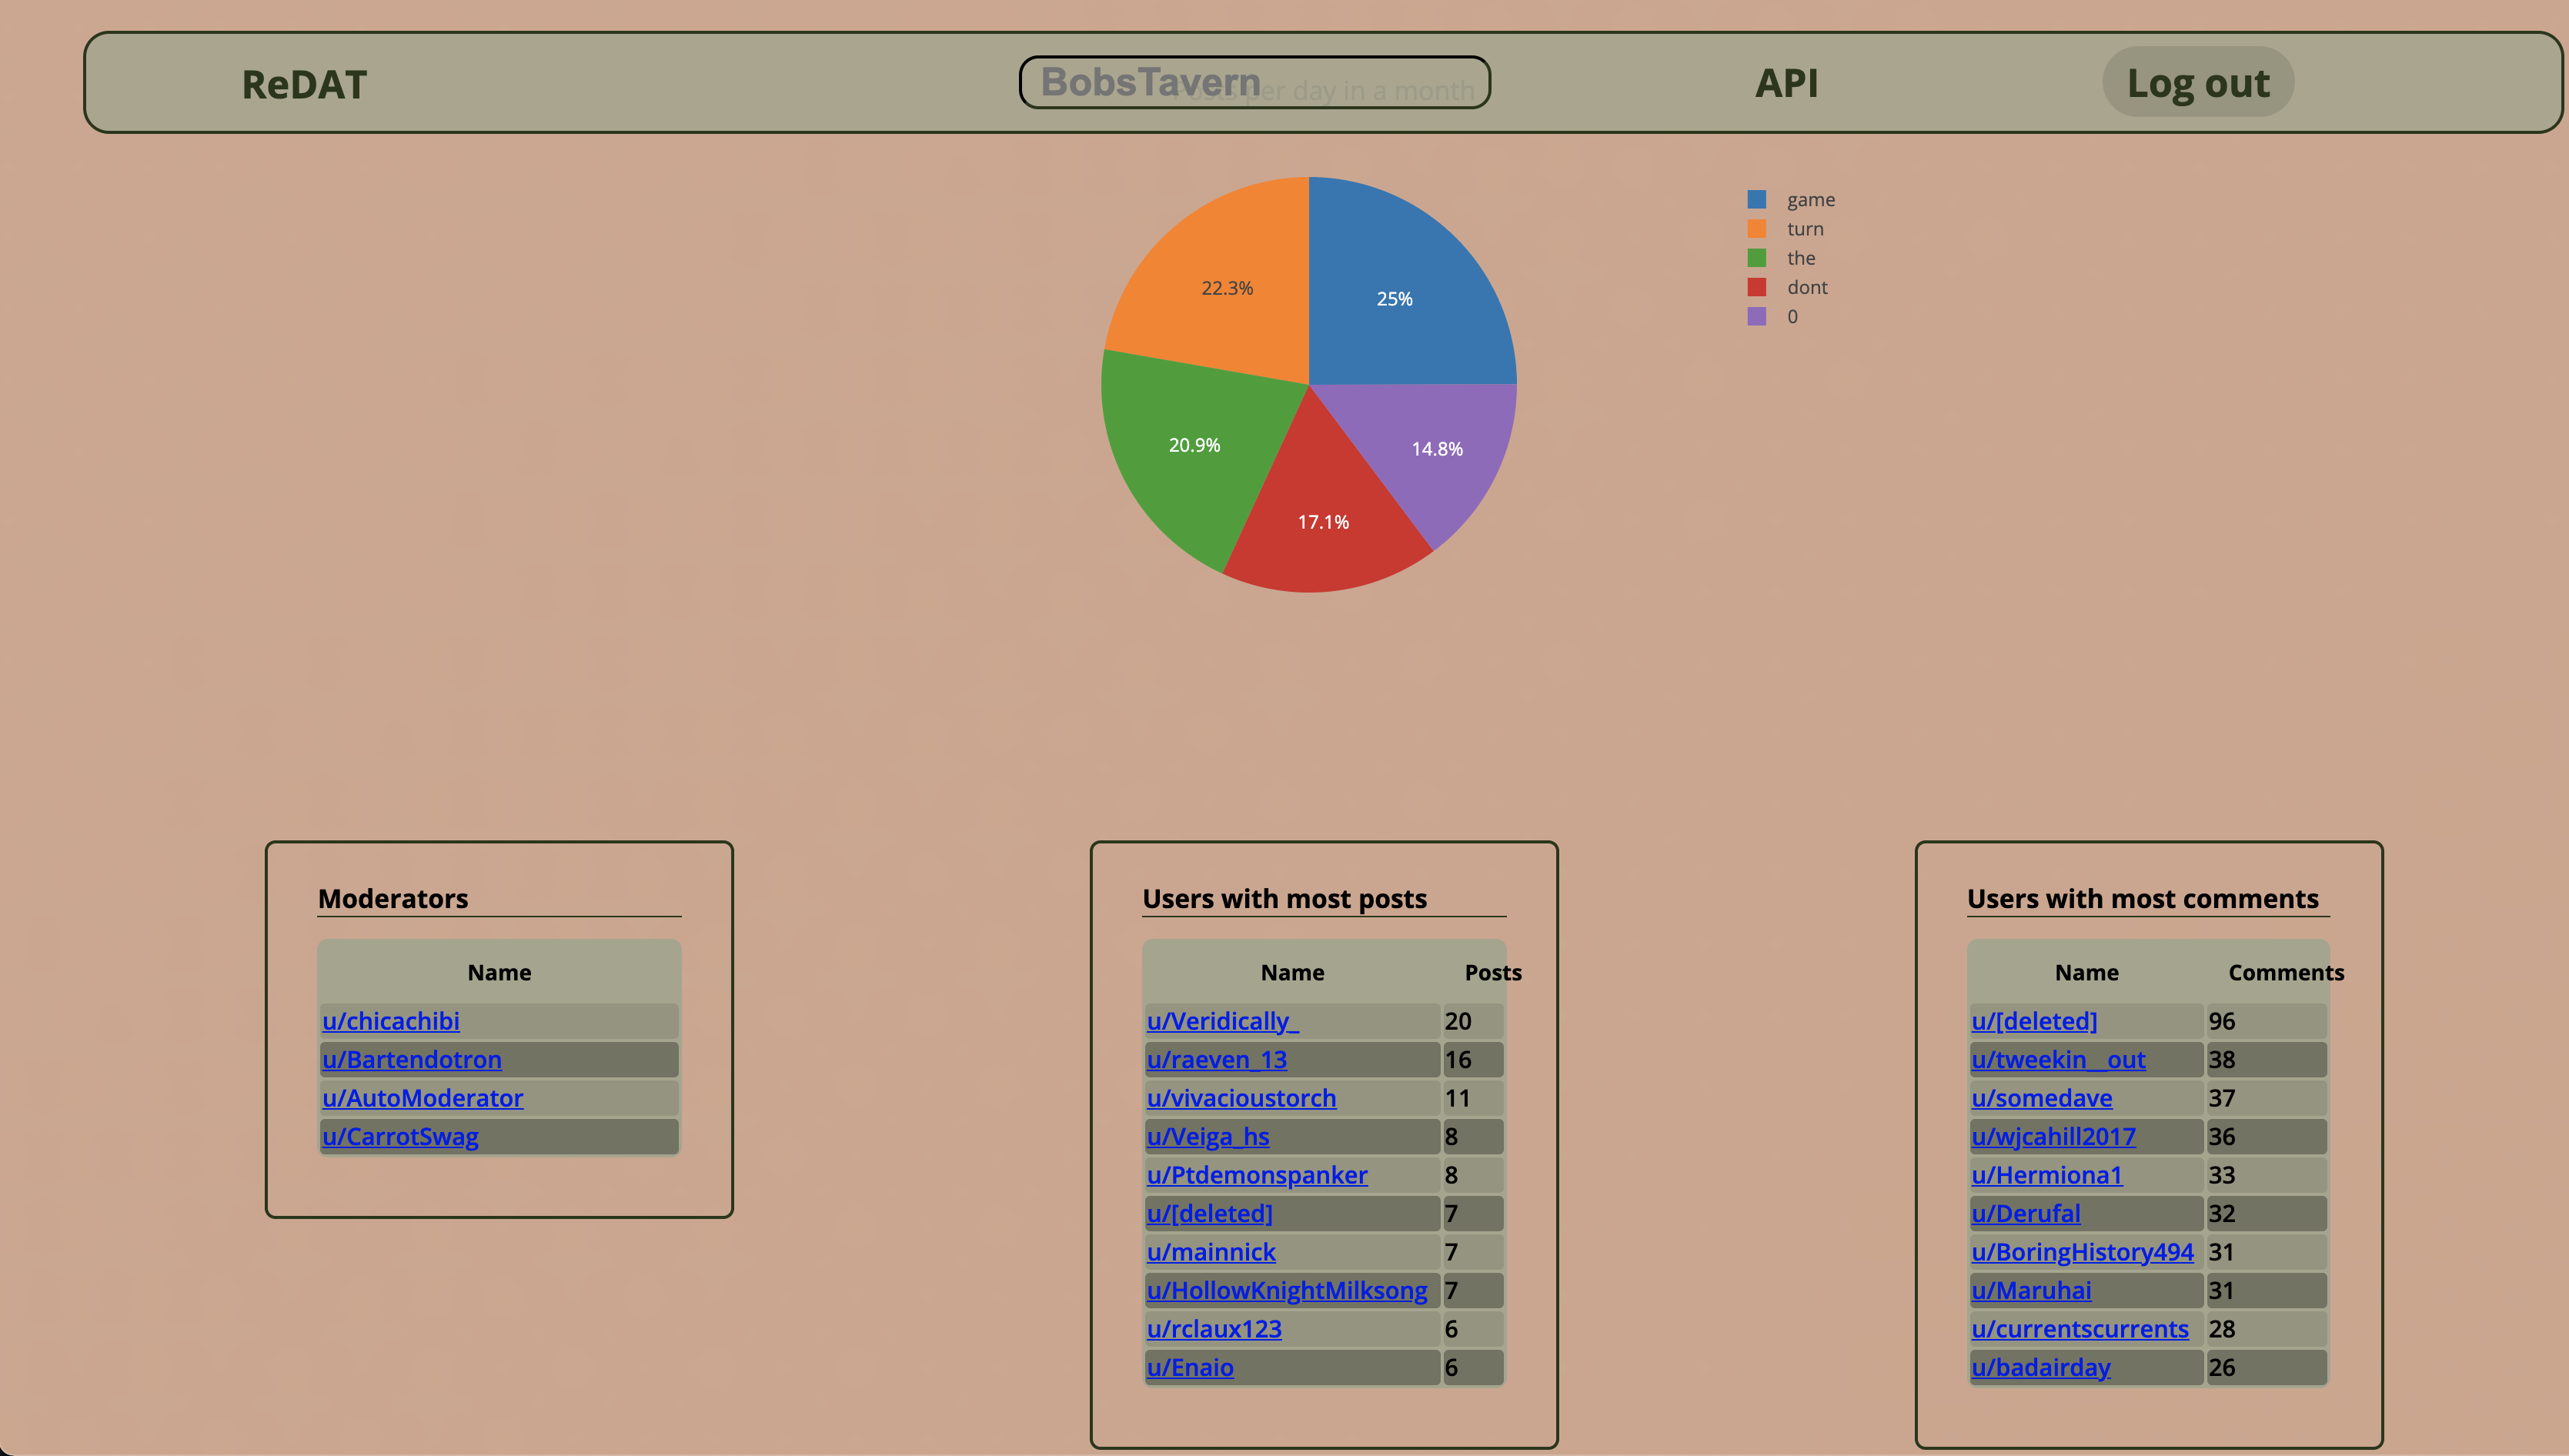 ReDAT
BobsTavern
Posts per day in a month
API
Log out
22.3%
25%
20.9%
14.8%
17.1%
game
turn
the
dont
0
Moderators
Name
u/chicachibi
u/Bartendotron
u/AutoModerator
u/CarrotSwag
Users with most posts
Name Posts
u/Veridically_ 20
u/raeven_13 16
u/vivacioustorch 11
u/Veiga_hs 8
u/Ptdemonspanker 8
u/[deleted] 7
u/mainnick 7
u/HollowKnightMilksong 7
u/rclaux123 6
u/Enaio 6
Users with most comments
Name Comments
u/[deleted] 96
u/tweekin__out 38
u/somedave 37
u/wjcahill2017 36
u/Hermiona1 33
u/Derufal 32
u/BoringHistory494 31
u/Maruhai 31
u/currentscurrents 28
u/badairday 26